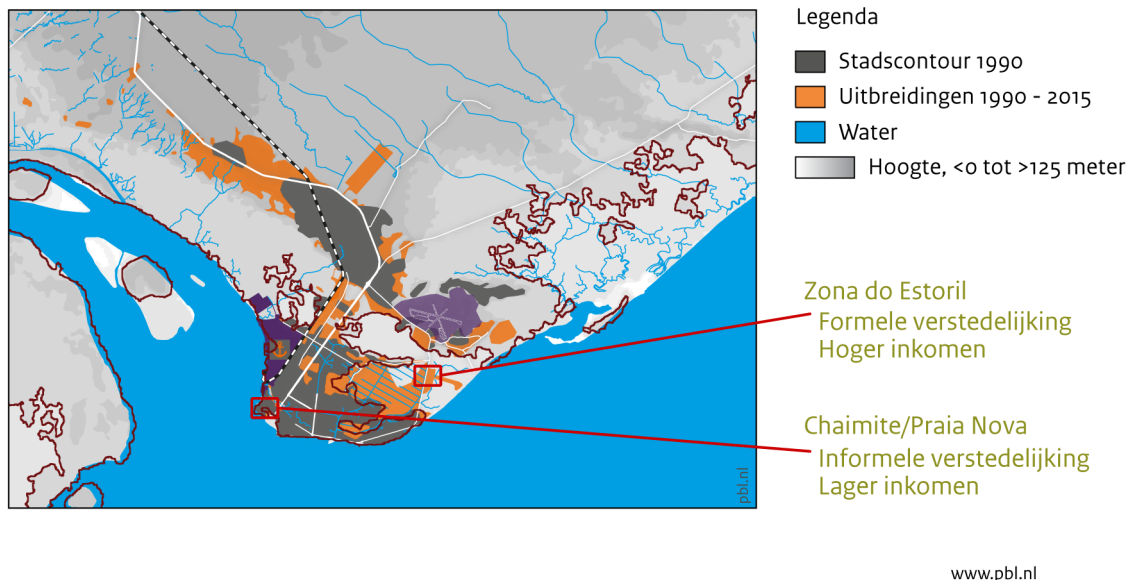 Legenda
Stadscontour 1990
Uitbreidingen 1990 - 2015
Water
Hoogte, <0 tot >125 meter
Zona do Estoril
Formele verstedelijking
Hoger inkomen
Chaimite/Praia Nova
Informele verstedelijking
Lager inkomen
pbl.nl
www.pbl.nl